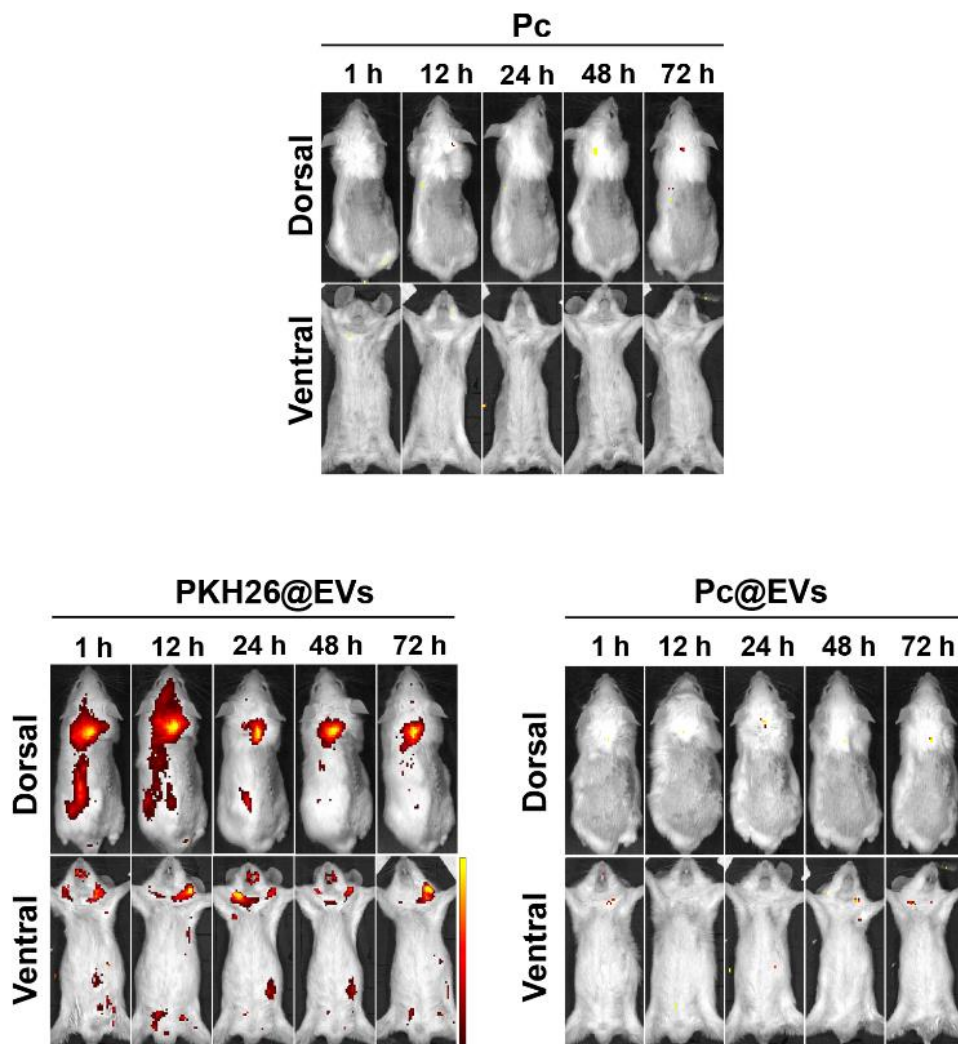 Pc
1 h 12 h 24 h 48 h 72 h
Dorsal
Ventral
PKH26@EVs
1 h 12 h 24 h 48 h 72 h
Dorsal
Ventral
Pc@EVs
1 h 12 h 24 h 48 h 72 h
Dorsal
Ventral